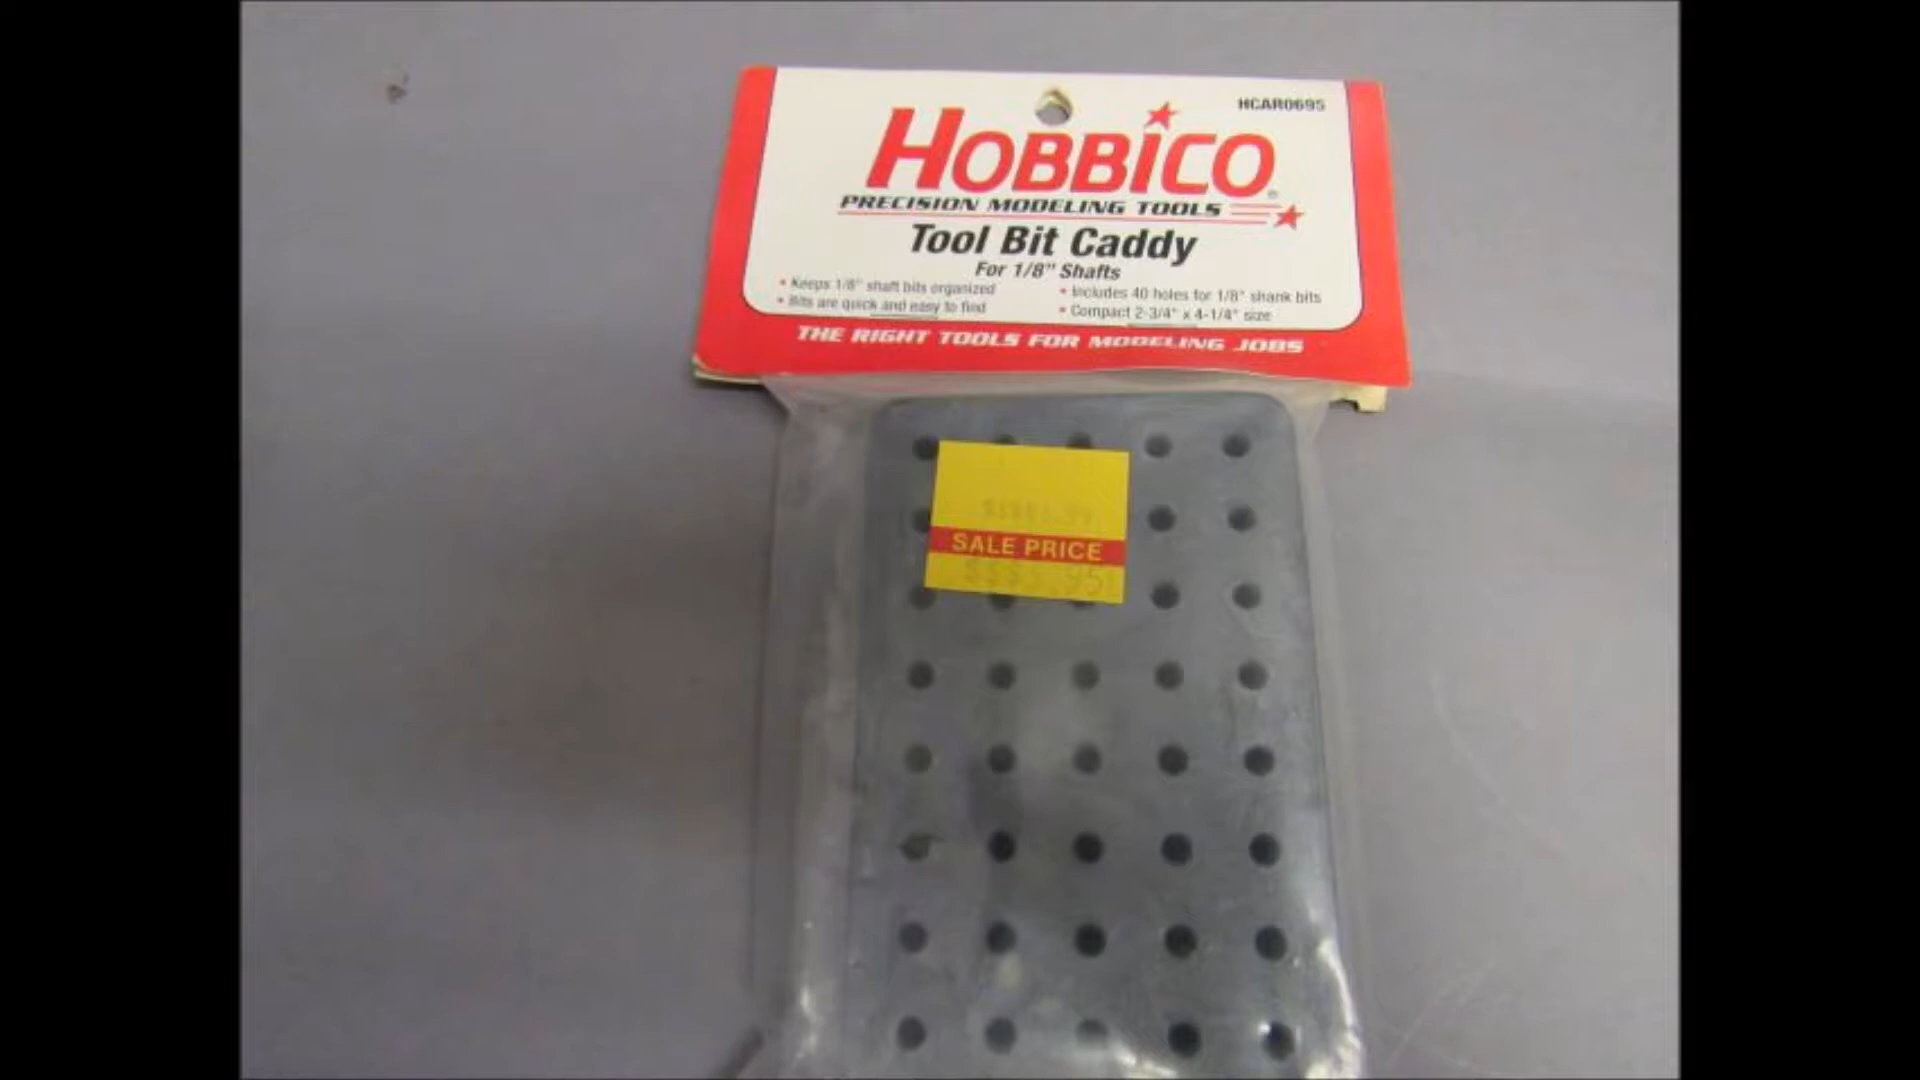 HCAR0695
HOBBICO®
PRECISION MODELING TOOLS
Tool Bit Caddy
For 1/8" Shafts
• Keeps 1/8" shaft bits organized
• Bits are quick and easy to find
• Includes 40 holes for 1/8" shank bits
• Compact 2-3/4" x 4-1/4" size
THE RIGHT TOOLS FOR MODELING JOBS
SALE PRICE